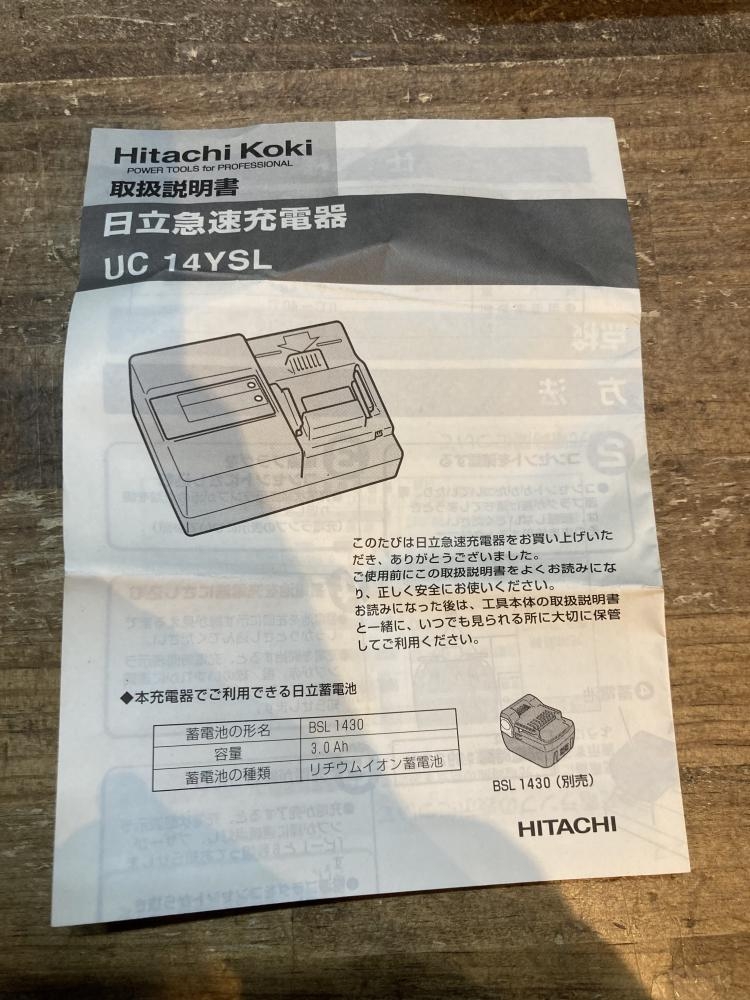 Hitachi Koki
POWER TOOLS for PROFESSIONAL
取扱説明書
日立急速充電器
UC 14YSL
このたびは日立急速充電器をお買い上げいた
だき、ありがとうございました。
ご使用前にこの取扱説明書をよくお読みにな
り、正しく安全にお使いください。
お読みになった後は、工具本体の取扱説明書
と一緒に、いつでも見られる所に大切に保管
してご利用ください。
◆本充電器でご利用できる日立蓄電池
蓄電池の形名 BSL 1430
容量 3.0 Ah
蓄電池の種類 リチウムイオン蓄電池
BSL 1430（別売）
HITACHI